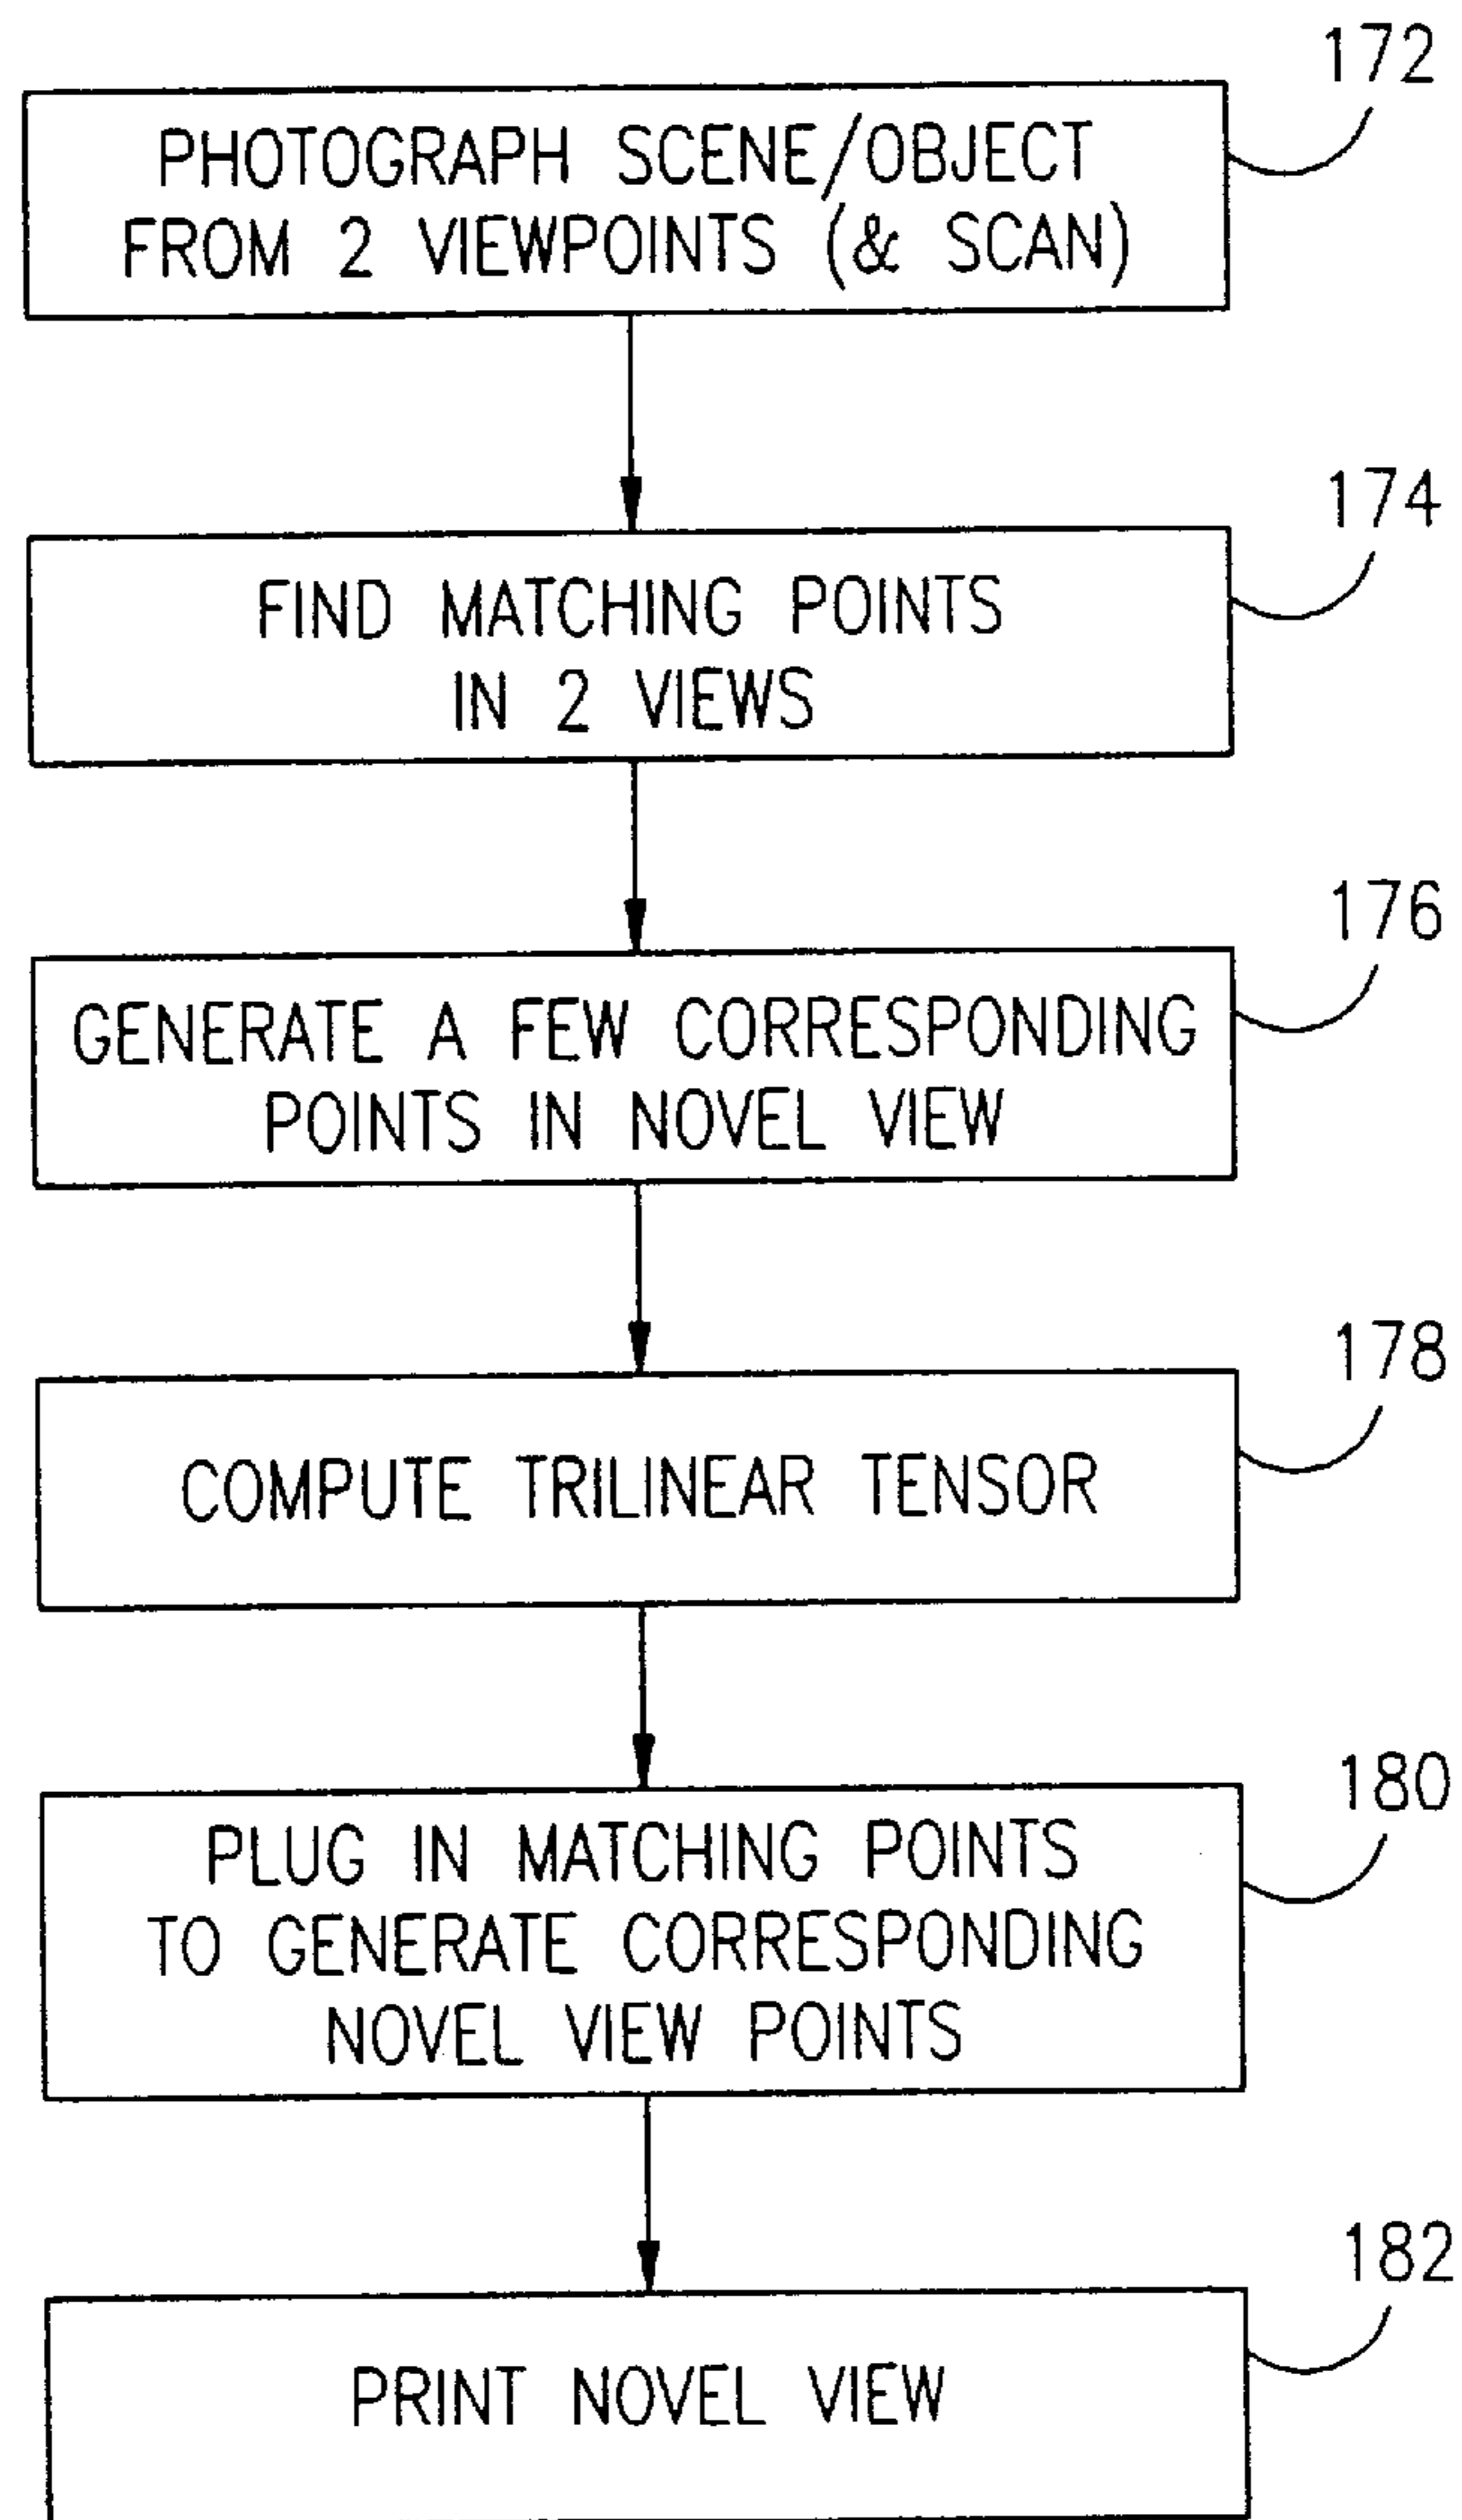 172
PHOTOGRAPH SCENE/OBJECT
FROM 2 VIEWPOINTS (& SCAN)
174
FIND MATCHING POINTS
IN 2 VIEWS
176
GENERATE A FEW CORRESPONDING
POINTS IN NOVEL VIEW
178
COMPUTE TRILINEAR TENSOR
180
PLUG IN MATCHING POINTS
TO GENERATE CORRESPONDING
NOVEL VIEW POINTS
182
PRINT NOVEL VIEW